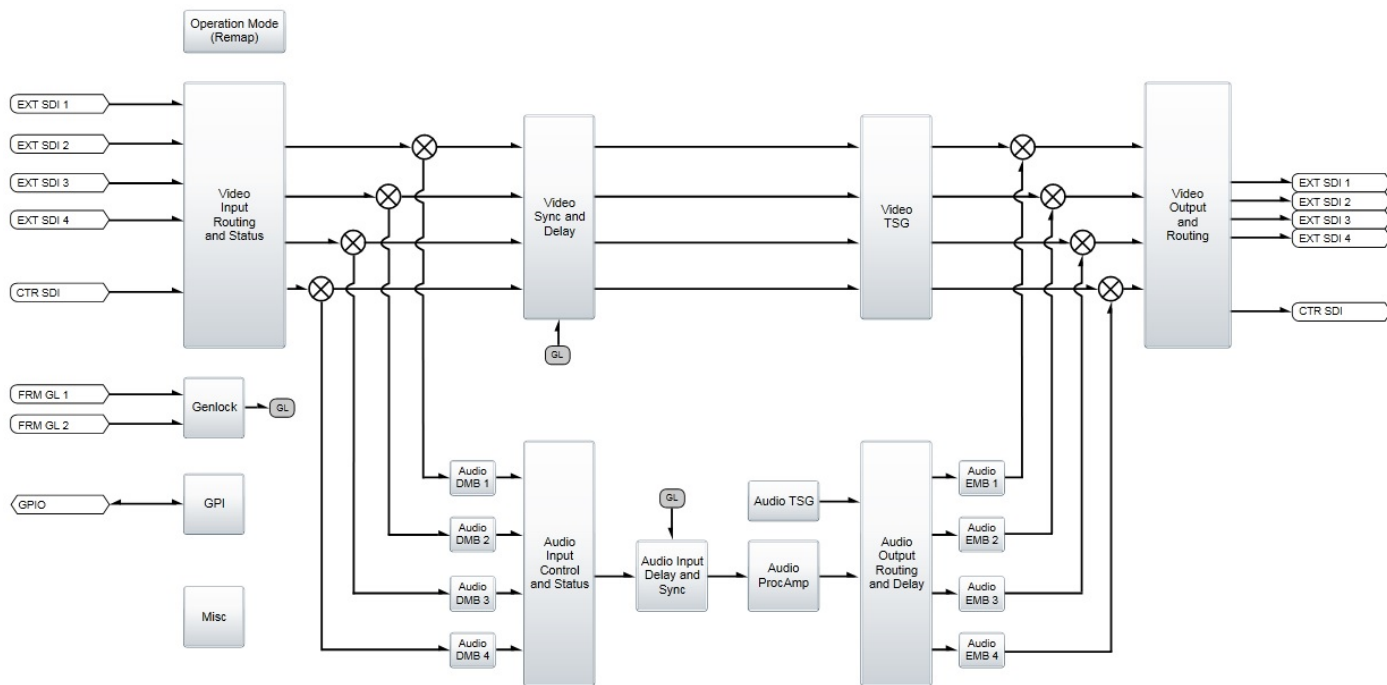 Operation Mode
(Remap)
EXT SDI 1
EXT SDI 2
EXT SDI 3
EXT SDI 4
CTR SDI
Video
Input
Routing
and Status
Video
Sync and
Delay
GL
Video
TSG
Video
Output
and
Routing
EXT SDI 1
EXT SDI 2
EXT SDI 3
EXT SDI 4
CTR SDI
FRM GL 1
FRM GL 2
Genlock
GL
GPIO
GPI
Misc
Audio
DMB 1
Audio
DMB 2
Audio
DMB 3
Audio
DMB 4
Audio
Input
Control
and Status
GL
Audio Input
Delay and
Sync
Audio TSG
Audio
ProcAmp
Audio
Output
Routing
and Delay
Audio
EMB 1
Audio
EMB 2
Audio
EMB 3
Audio
EMB 4